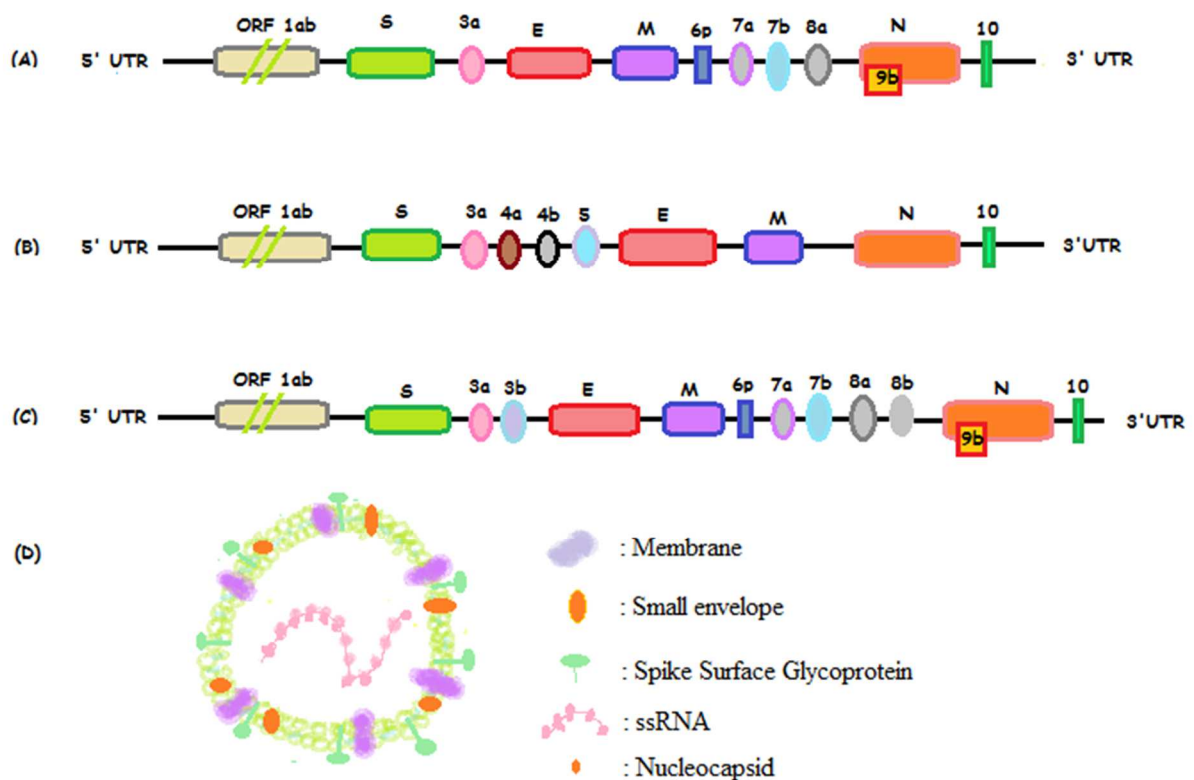 ORF 1ab S 3a E M 6p 7a 7b 8a N 10
(A) 5' UTR 3' UTR
9b
ORF 1ab S 3a 4a 4b 5 E M N 10
(B) 5' UTR 3'UTR
ORF 1ab S 3a 3b E M 6p 7a 7b 8a 8b N 10
(C) 5' UTR 3'UTR
9b
(D)
: Membrane
: Small envelope
: Spike Surface Glycoprotein
: ssRNA
: Nucleocapsid